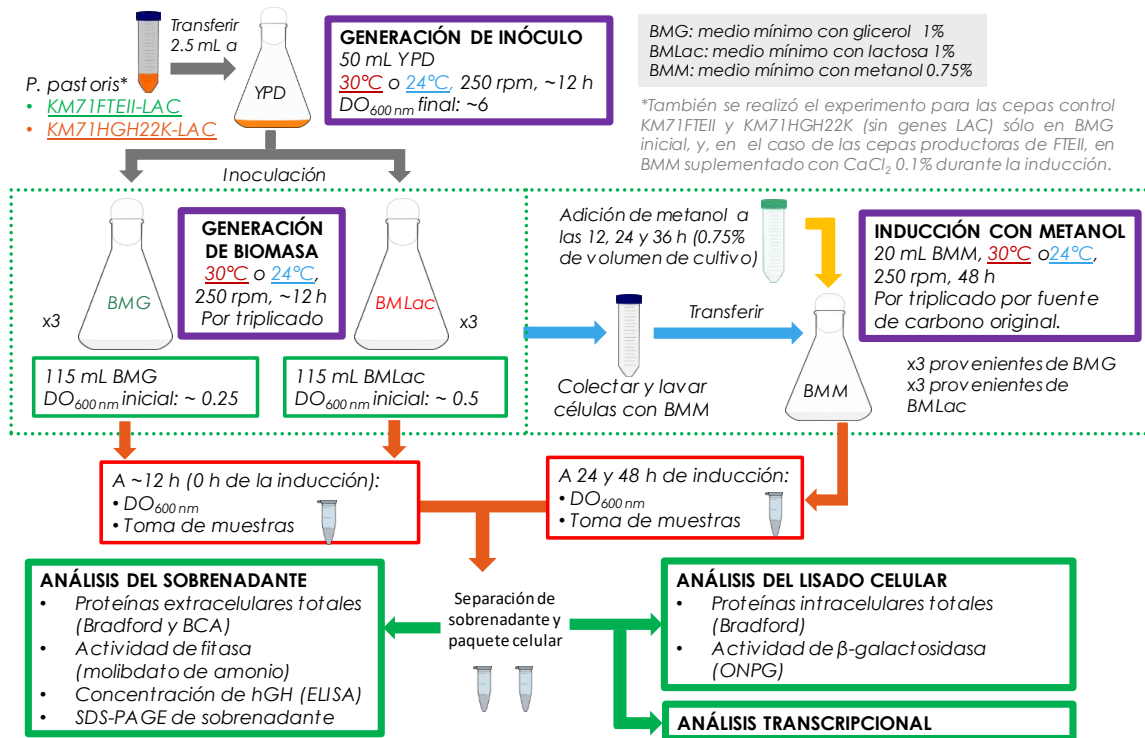 Transferir
2.5 mL a
P. pastoris*
• KM71FTEII-LAC
• KM71HGH22K-LAC
YPD
GENERACIÓN DE INÓCULO
50 mL YPD
30°C o 24°C, 250 rpm, ~12 h
DO600 nm final: ~6
BMG: medio mínimo con glicerol 1%
BMLac: medio mínimo con lactosa 1%
BMM: medio mínimo con metanol 0.75%
*También se realizó el experimento para las cepas control
KM71FTEII y KM71HGH22K (sin genes LAC) sólo en BMG
inicial, y, en el caso de las cepas productoras de FTEII, en
BMM suplementado con CaCl2 0.1% durante la inducción.
Inoculación
GENERACIÓN
DE BIOMASA
30°C o 24°C,
250 rpm, ~12 h
Por triplicado
BMG
x3
BMLac
x3
115 mL BMG
DO600 nm inicial: ~ 0.25
115 mL BMLac
DO600 nm inicial: ~ 0.5
Adición de metanol a
las 12, 24 y 36 h (0.75%
de volumen de cultivo)
Transferir
Colectar y lavar
células con BMM
BMM
INDUCCIÓN CON METANOL
20 mL BMM, 30°C o24°C,
250 rpm, 48 h
Por triplicado por fuente
de carbono original.
x3 provenientes de BMG
x3 provenientes de
BMLac
A ~12 h (0 h de la inducción):
• DO600 nm
• Toma de muestras
A 24 y 48 h de inducción:
• DO600 nm
• Toma de muestras
ANÁLISIS DEL SOBRENADANTE
• Proteínas extracelulares totales
(Bradford y BCA)
• Actividad de fitasa
(molibdato de amonio)
• Concentración de hGH (ELISA)
• SDS-PAGE de sobrenadante
Separación de
sobrenadante y
paquete celular
ANÁLISIS DEL LISADO CELULAR
• Proteínas intracelulares totales
(Bradford)
• Actividad de β-galactosidasa
(ONPG)
ANÁLISIS TRANSCRIPCIONAL